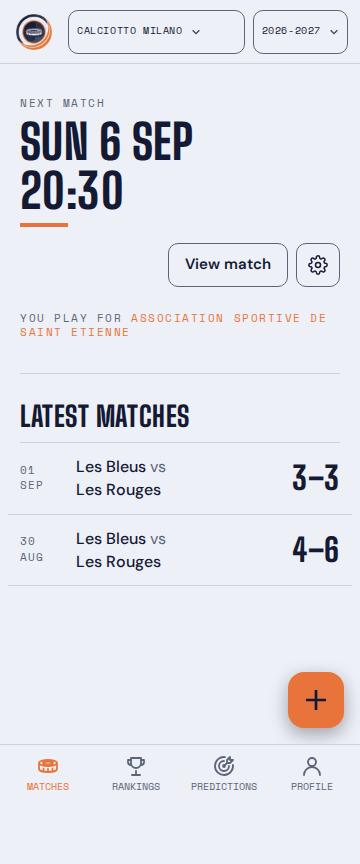 CALCIOTTO MILANO
2026-2027
NEXT MATCH
SUN 6 SEP
20:30
View match
YOU PLAY FOR ASSOCIATION SPORTIVE DE
SAINT ETIENNE
LATEST MATCHES
01
SEP
Les Bleus vs
Les Rouges
3–3
30
AUG
Les Bleus vs
Les Rouges
4–6
MATCHES
RANKINGS
PREDICTIONS
PROFILE